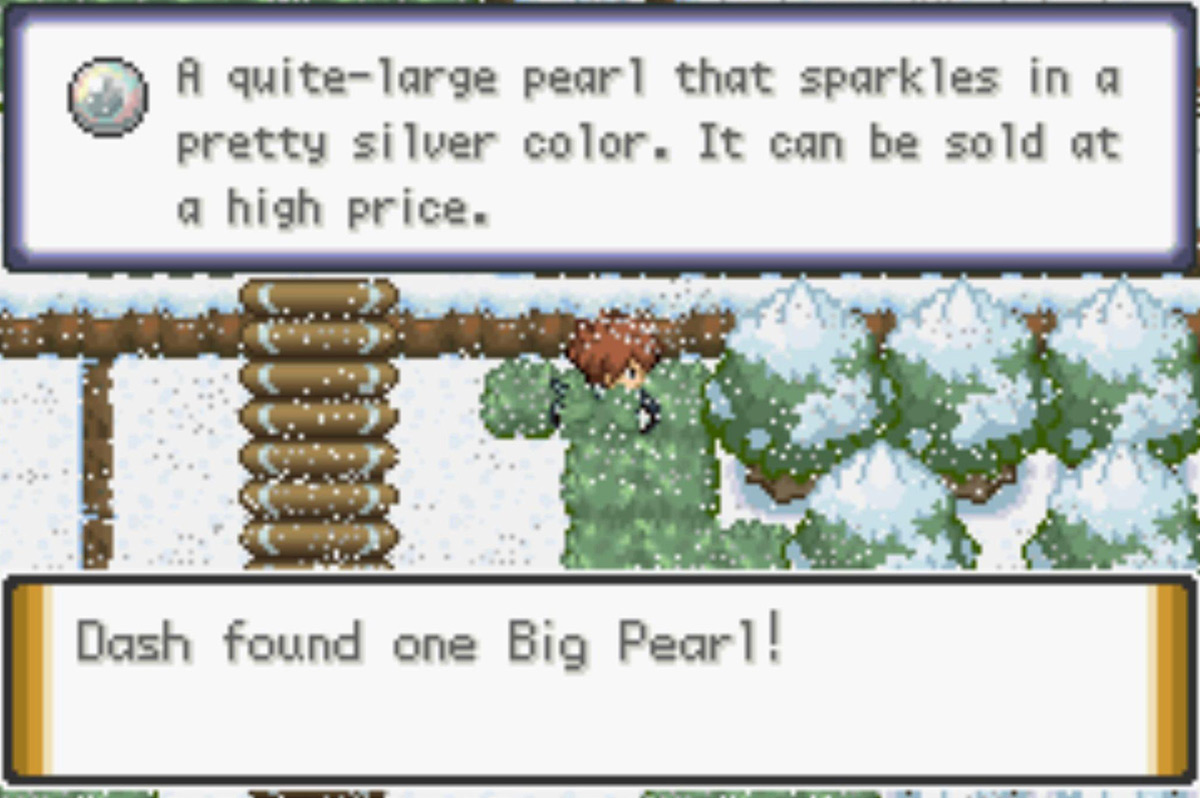 A quite-large pearl that sparkles in a
pretty silver color. It can be sold at
a high price.
Dash found one Big Pearl!